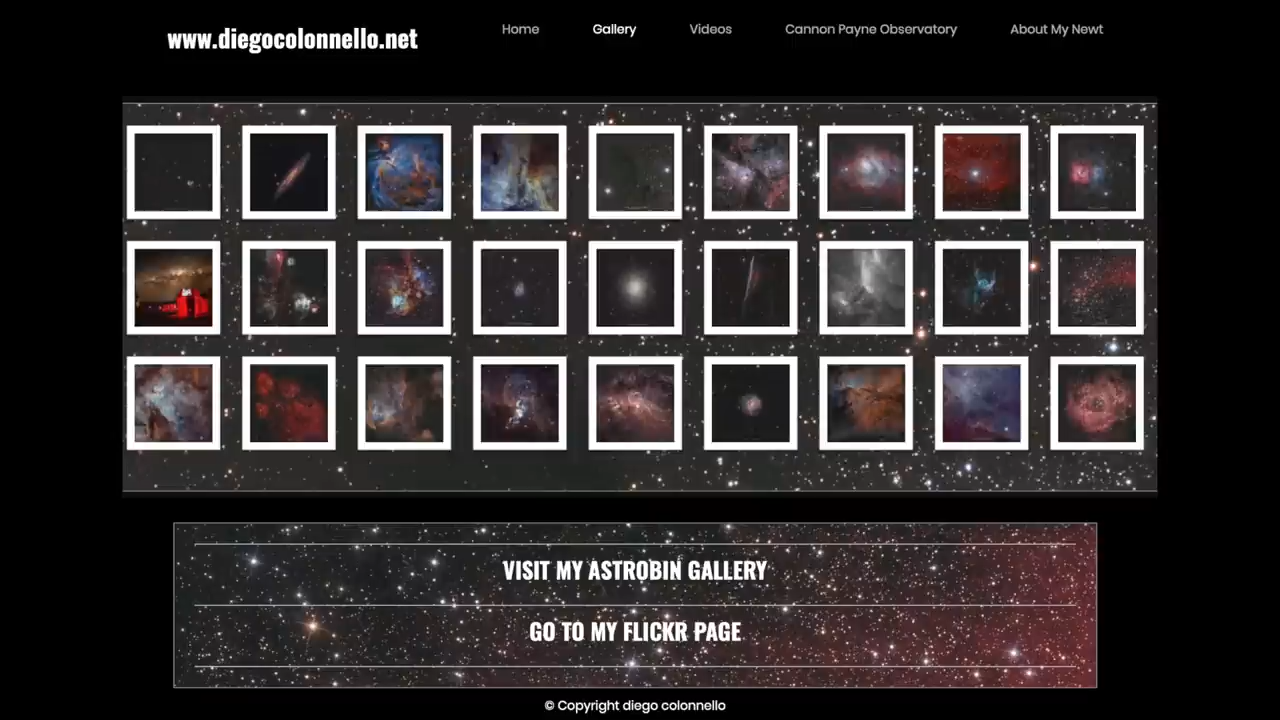 www.diegocolonnello.net
Home
Gallery
Videos
Cannon Payne Observatory
About My Newt
VISIT MY ASTROBIN GALLERY
GO TO MY FLICKR PAGE
© Copyright diego colonnello